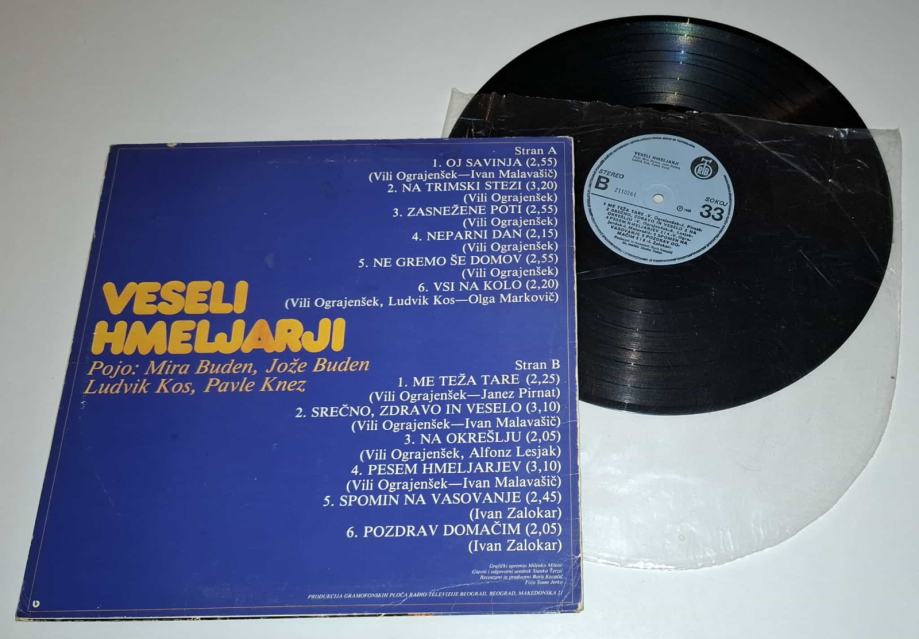 Stran A
1. OJ SAVINJA (2,55)
(Vili Ograjenšek—Ivan Malavašič)
2. NA TRIMSKI STEZI (3,20)
(Vili Ograjenšek)
3. ZASNEŽENE POTI (2,55)
(Vili Ograjenšek)
4. NEPARNI DAN (2,15)
(Vili Ograjenšek)
5. NE GREMO ŠE DOMOV (2,55)
(Vili Ograjenšek)
6. VSI NA KOLO (2,20)
(Vili Ograjenšek, Ludvik Kos—Olga Markovič)
VESELI
HMELJARJI
Pojo: Mira Buden, Jože Buden
Ludvik Kos, Pavle Knez
Stran B
1. ME TEŽA TARE (2,25)
(Vili Ograjenšek—Janez Pirnat)
2. SREČNO, ZDRAVO IN VESELO (3,10)
(Vili Ograjenšek—Ivan Malavašič)
3. NA OKREŠLJU (2,05)
(Vili Ograjenšek, Alfonz Lesjak)
4. PESEM HMELJARJEV (3,10)
(Vili Ograjenšek—Ivan Malavašič)
5. SPOMIN NA VASOVANJE (2,45)
(Ivan Zalokar)
6. POZDRAV DOMAČIM (2,05)
(Ivan Zalokar)
PRODUKCIJA GRAMOFONSKIH PLOČA RADIO TELEVIZIJE BEOGRAD, BEOGRAD, MAKEDONSKA 21
VESELI HMELJARJI
STEREO
B
SOKOJ
33